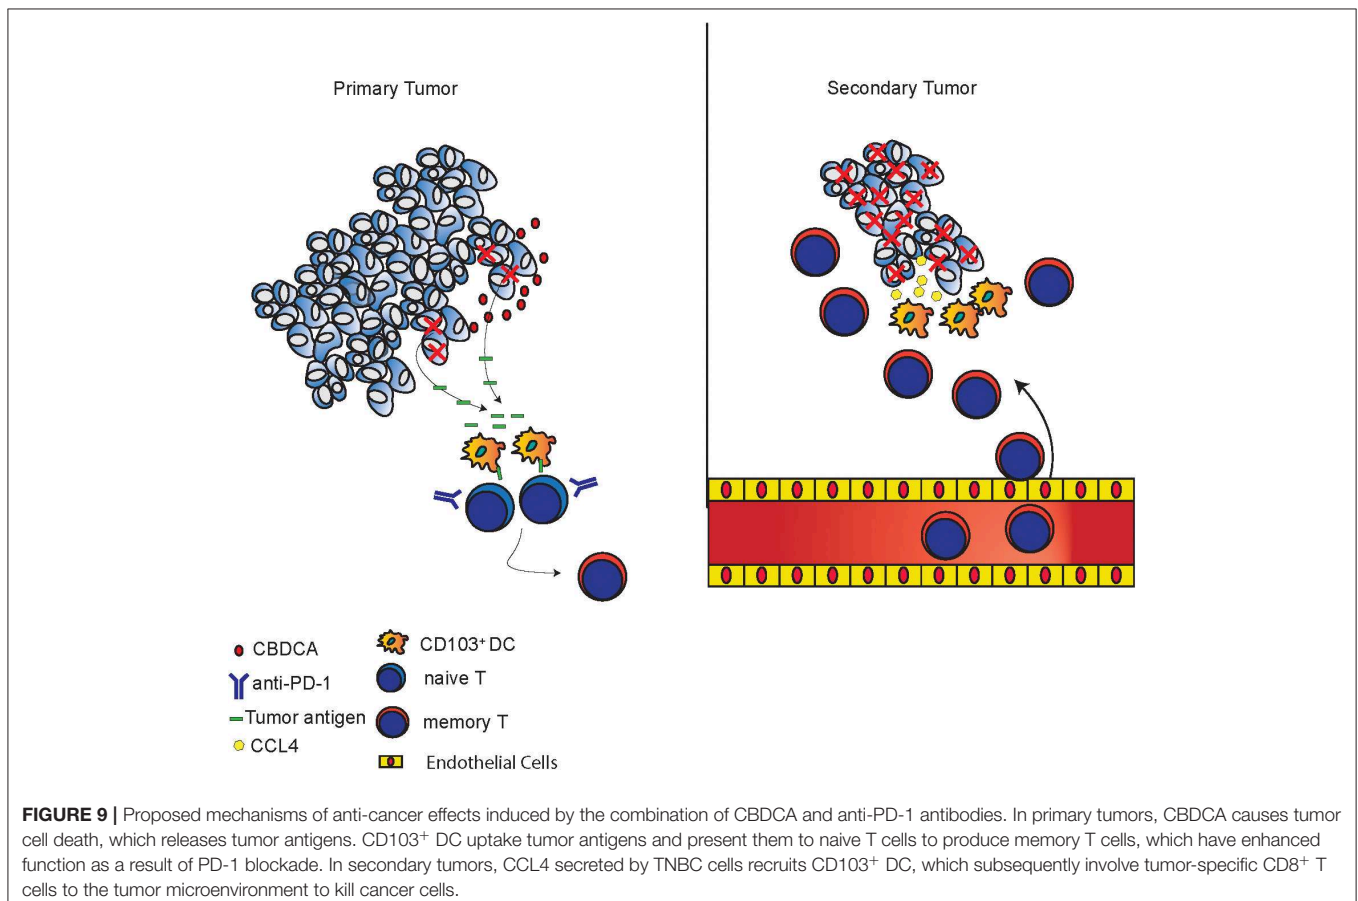 Primary Tumor
Secondary Tumor
CBDCA
anti-PD-1
Tumor antigen
CCL4
CD103⁺ DC
naive T
memory T
Endothelial Cells
FIGURE 9 | Proposed mechanisms of anti-cancer effects induced by the combination of CBDCA and anti-PD-1 antibodies. In primary tumors, CBDCA causes tumor
cell death, which releases tumor antigens. CD103⁺ DC uptake tumor antigens and present them to naive T cells to produce memory T cells, which have enhanced
function as a result of PD-1 blockade. In secondary tumors, CCL4 secreted by TNBC cells recruits CD103⁺ DC, which subsequently involve tumor-specific CD8⁺ T
cells to the tumor microenvironment to kill cancer cells.